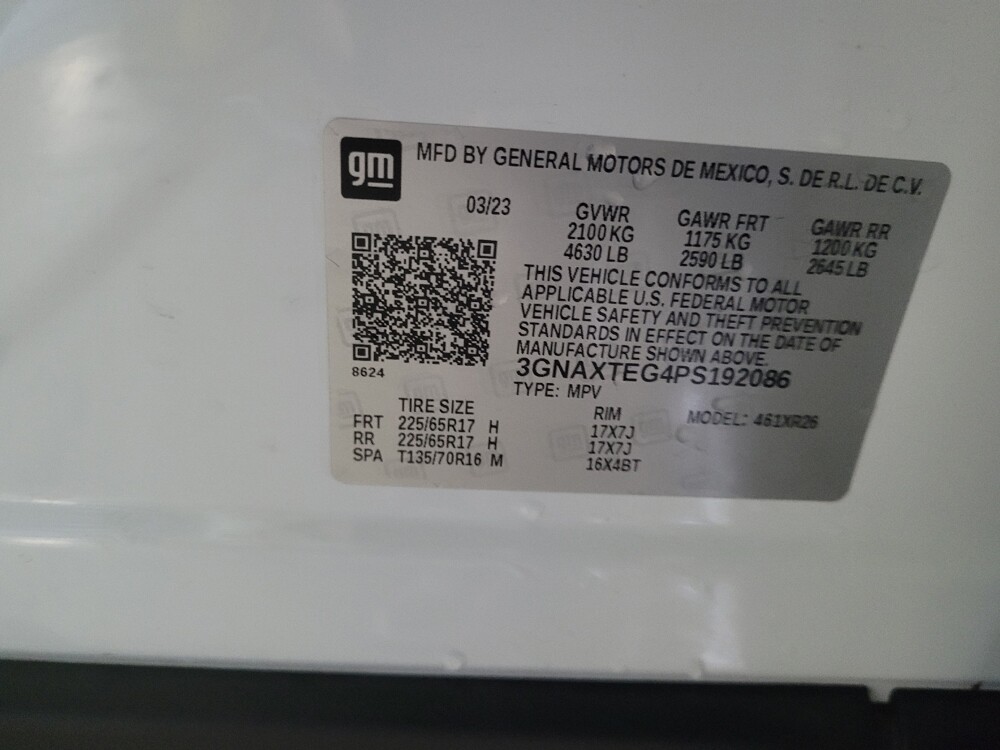 gm
MFD BY GENERAL MOTORS DE MEXICO, S. DE R.L. DE C.V.
03/23
GVWR GAWR FRT GAWR RR
2100 KG 1175 KG 1200 KG
4630 LB 2590 LB 2645 LB
THIS VEHICLE CONFORMS TO ALL
APPLICABLE U.S. FEDERAL MOTOR
VEHICLE SAFETY AND THEFT PREVENTION
STANDARDS IN EFFECT ON THE DATE OF
MANUFACTURE SHOWN ABOVE.
8624
3GNAXTEG4PS192086
TYPE: MPV
TIRE SIZE RIM MODEL: 461XR26
FRT 225/65R17 H 17X7J
RR 225/65R17 H 17X7J
SPA T135/70R16 M 16X4BT